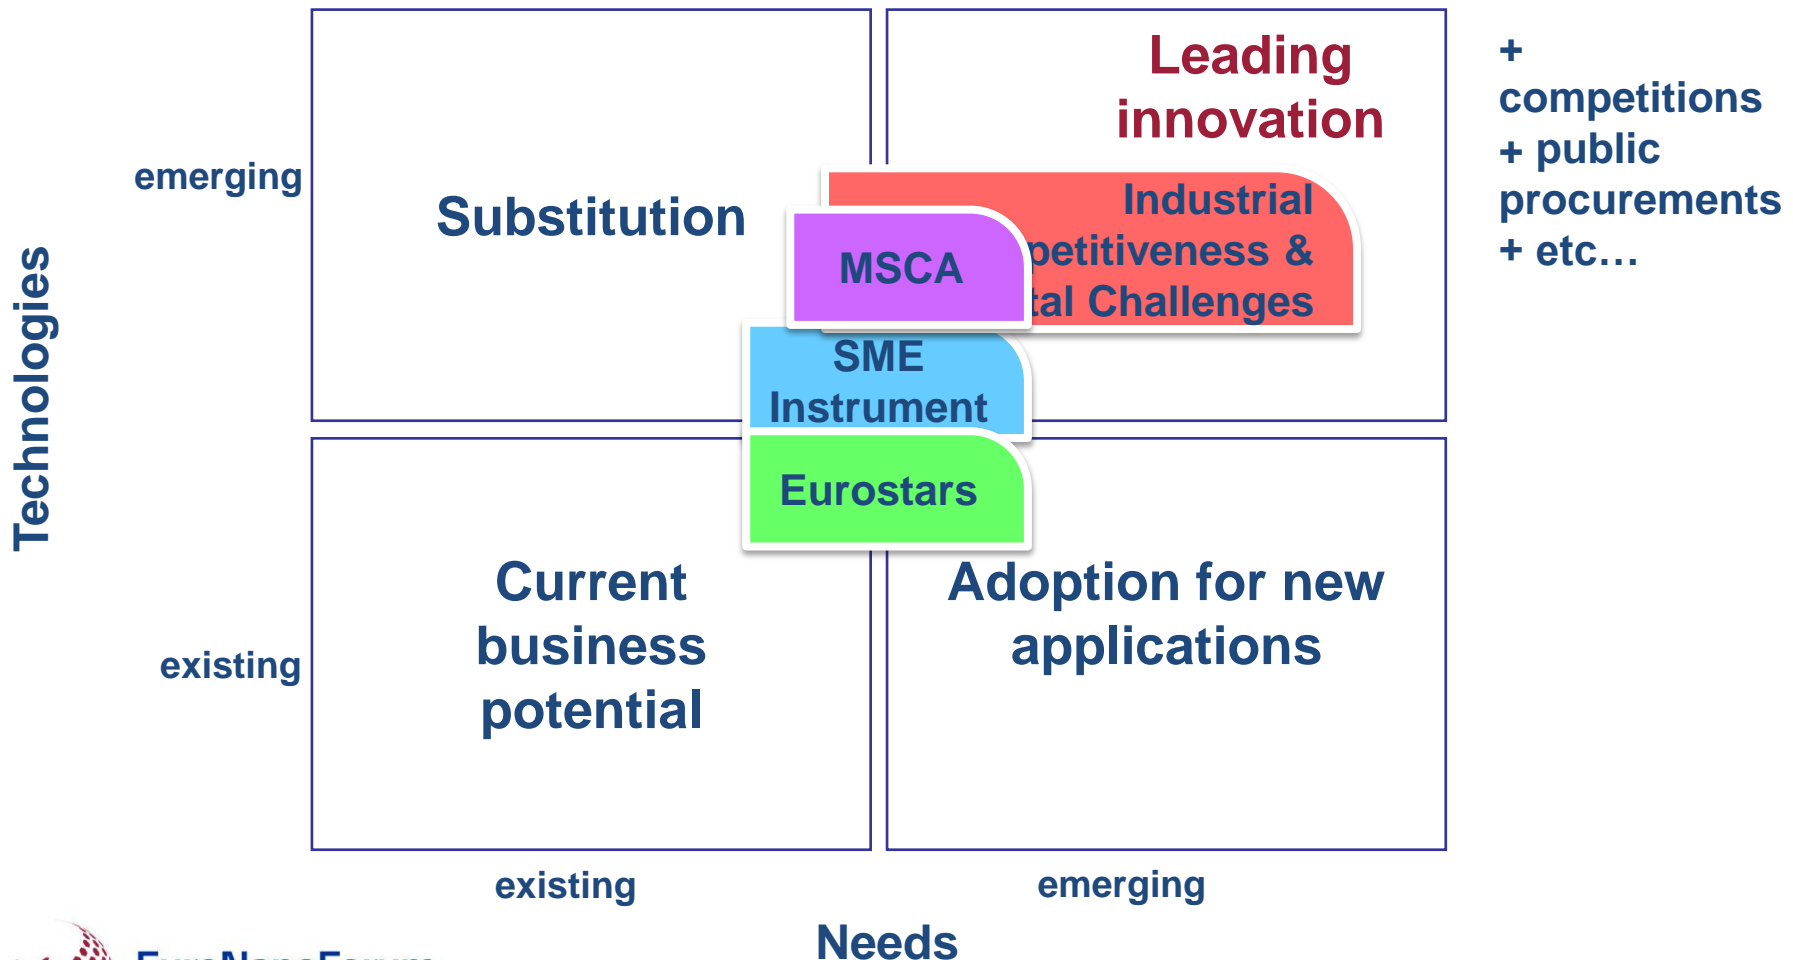 Leading
innovation
+
competitions
+ public
procurements
+ etc…
emerging
Substitution
Industrial
petitiveness &
tal Challenges
MSCA
SME
Instrument
Eurostars
Technologies
Current
business
potential
Adoption for new
applications
existing
existing
emerging
Needs
EuroNanoForum